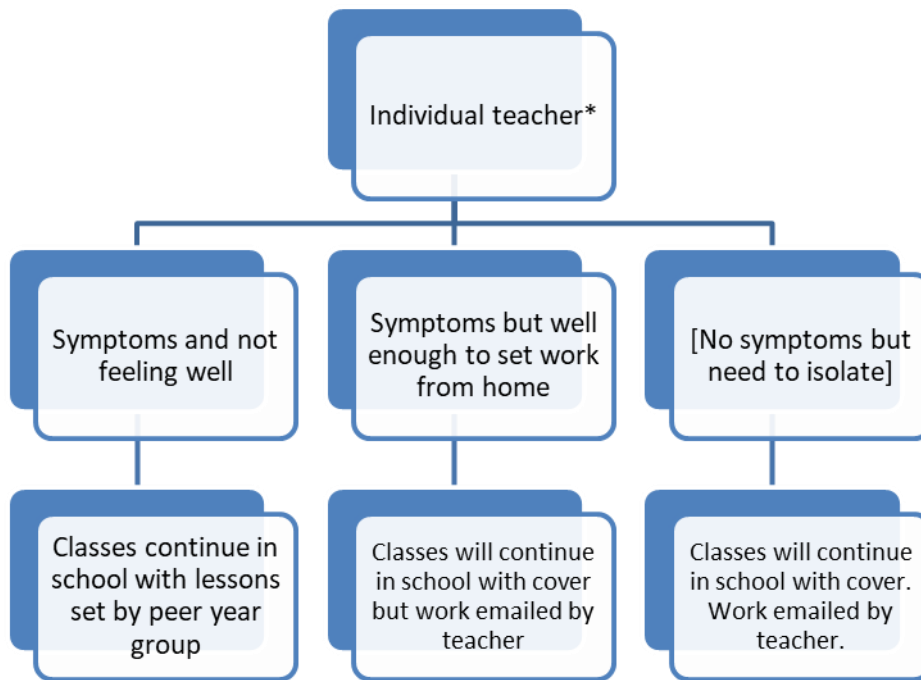 Individual teacher*
Symptoms and not
feeling well
Symptoms but well
enough to set work
from home
[No symptoms but
need to isolate]
Classes continue in
school with lessons
set by peer year
group
Classes will continue
in school with cover
but work emailed by
teacher
Classes will continue
in school with cover.
Work emailed by
teacher.